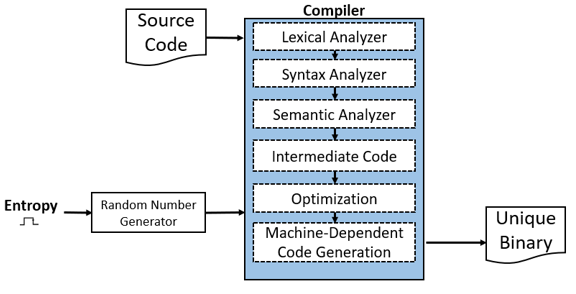 Compiler
Source
Code
Lexical Analyzer
Syntax Analyzer
Semantic Analyzer
Intermediate Code
Optimization
Machine-Dependent
Code Generation
Entropy
Random Number
Generator
Unique
Binary